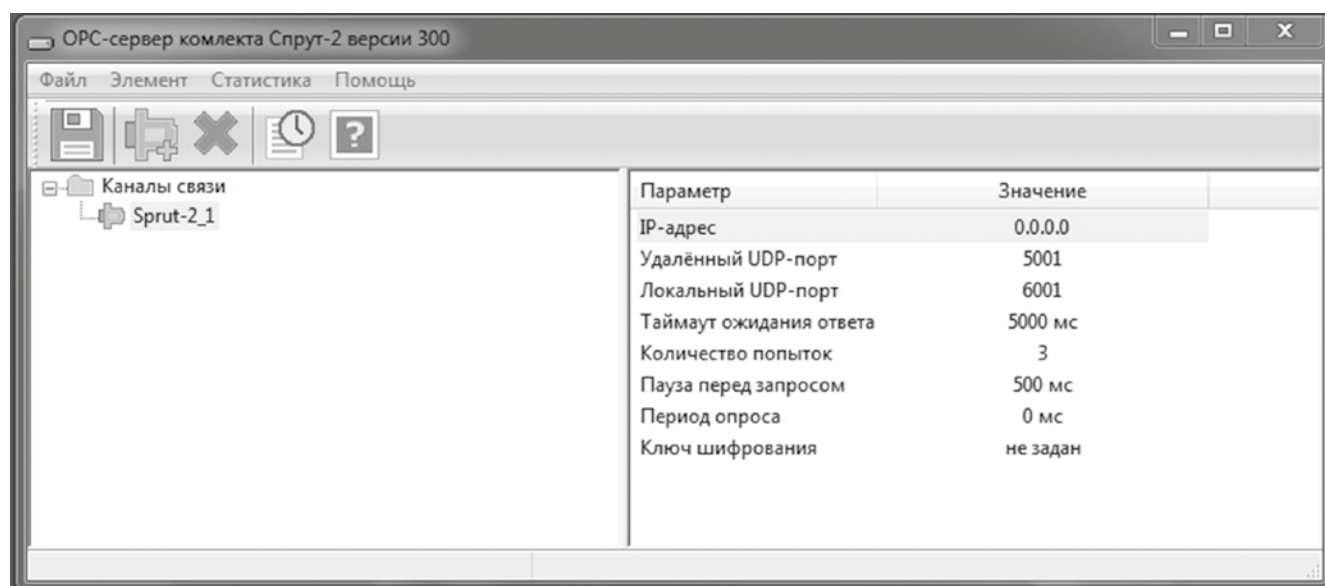 OPC-сервер комлекта Спрут-2 версии 300
Файл Элемент Статистика Помощь
Каналы связи
Sprut-2_1
Параметр Значение
IP-адрес 0.0.0.0
Удалённый UDP-порт 5001
Локальный UDP-порт 6001
Таймаут ожидания ответа 5000 мс
Количество попыток 3
Пауза перед запросом 500 мс
Период опроса 0 мс
Ключ шифрования не задан